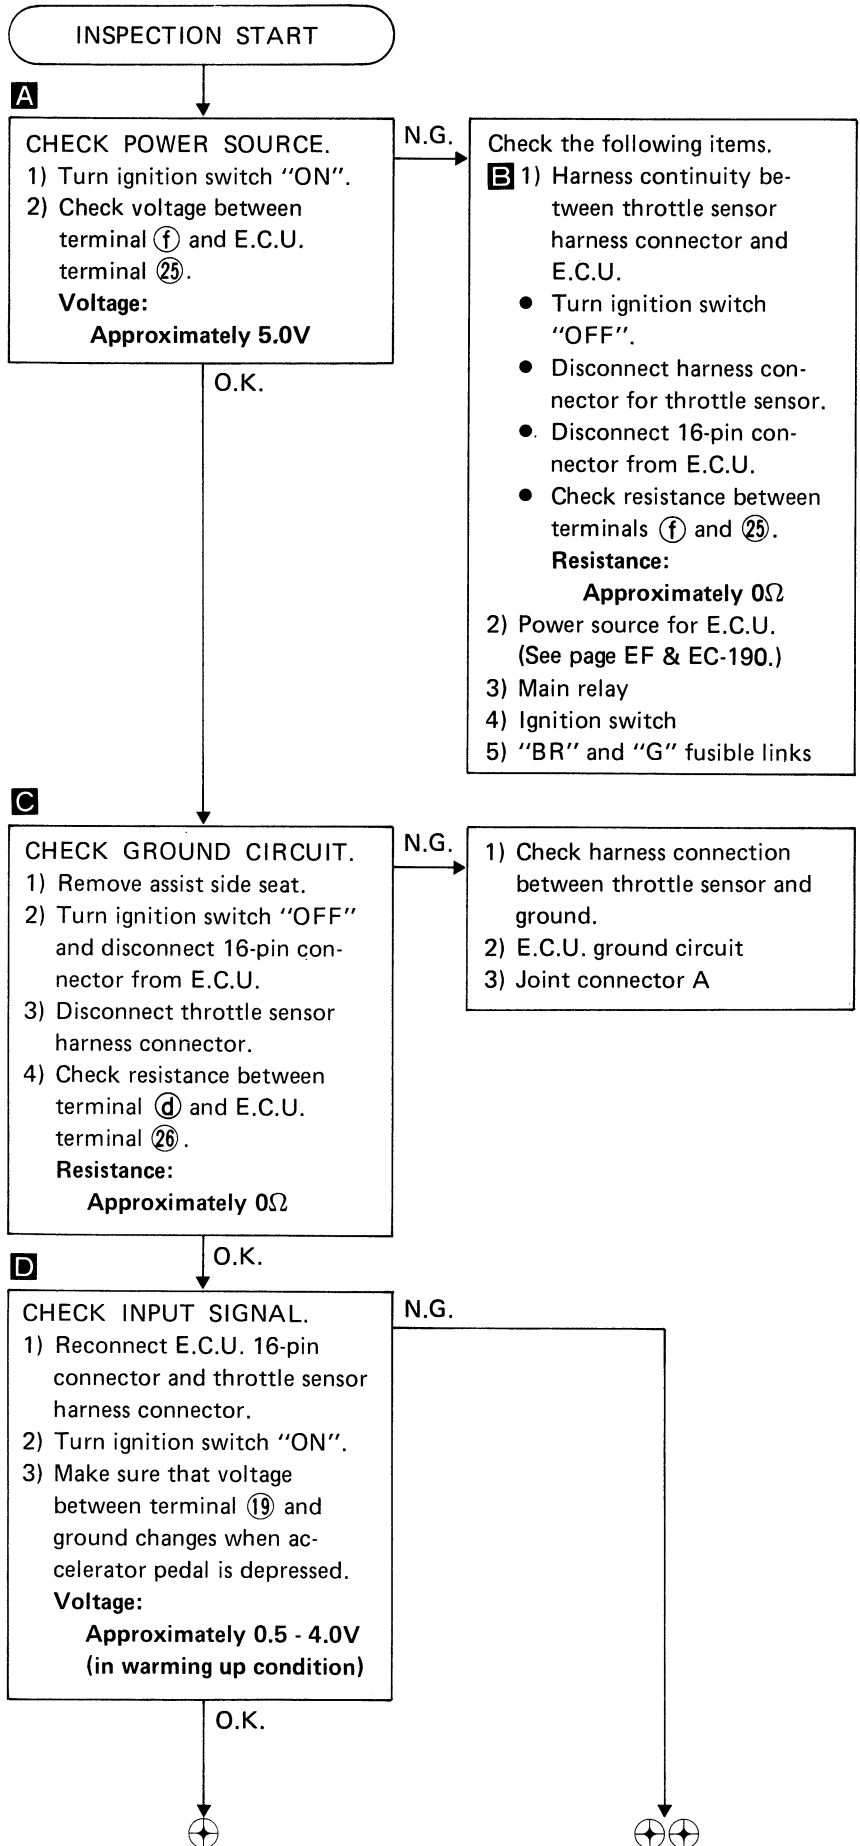 INSPECTION START
A
CHECK POWER SOURCE.
1) Turn ignition switch "ON".
2) Check voltage between
terminal ⓕ and E.C.U.
terminal ㉕.
Voltage:
Approximately 5.0V
N.G.
Check the following items.
B 1) Harness continuity be-
tween throttle sensor
harness connector and
E.C.U.
● Turn ignition switch
"OFF".
● Disconnect harness con-
nector for throttle sensor.
● Disconnect 16-pin con-
nector from E.C.U.
● Check resistance between
terminals ⓕ and ㉕.
Resistance:
Approximately 0Ω
2) Power source for E.C.U.
(See page EF & EC-190.)
3) Main relay
4) Ignition switch
5) "BR" and "G" fusible links
O.K.
C
CHECK GROUND CIRCUIT.
1) Remove assist side seat.
2) Turn ignition switch "OFF"
and disconnect 16-pin con-
nector from E.C.U.
3) Disconnect throttle sensor
harness connector.
4) Check resistance between
terminal ⓓ and E.C.U.
terminal ㉖.
Resistance:
Approximately 0Ω
N.G.
1) Check harness connection
between throttle sensor and
ground.
2) E.C.U. ground circuit
3) Joint connector A
O.K.
D
CHECK INPUT SIGNAL.
1) Reconnect E.C.U. 16-pin
connector and throttle sensor
harness connector.
2) Turn ignition switch "ON".
3) Make sure that voltage
between terminal ⑲ and
ground changes when ac-
celerator pedal is depressed.
Voltage:
Approximately 0.5 - 4.0V
(in warming up condition)
N.G.
O.K.